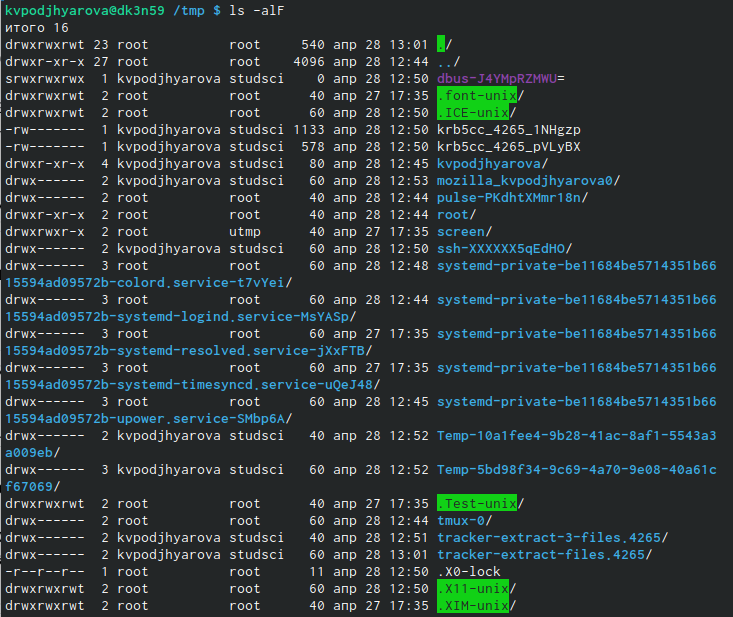 kvpodjhyarova@dk3n59 /tmp $ ls -alF
итого 16
drwxrwxrwt 23 root          root      540 апр 28 13:01 ./
drwxr-xr-x 27 root          root     4096 апр 28 12:44 ../
srwxrwxrwx  1 kvpodjhyarova studsci     0 апр 28 12:50 dbus-J4YMpRZMWU=
drwxrwxrwt  2 root          root       40 апр 27 17:35 .font-unix/
drwxrwxrwt  2 root          root       60 апр 28 12:50 .ICE-unix/
-rw-------  1 kvpodjhyarova studsci 1133 апр 28 12:50 krb5cc_4265_1NHgzp
-rw-------  1 kvpodjhyarova studsci  578 апр 28 12:50 krb5cc_4265_pVLyBX
drwxr-xr-x  4 kvpodjhyarova studsci   80 апр 28 12:45 kvpodjhyarova/
drwx------  2 kvpodjhyarova studsci   60 апр 28 12:53 mozilla_kvpodjhyarova0/
drwx------  2 root          root       40 апр 28 12:44 pulse-PKdhtXMmr18n/
drwxr-xr-x  2 root          root       40 апр 28 12:44 root/
drwxrwxr-x  2 root          utmp       40 апр 27 17:35 screen/
drwx------  2 kvpodjhyarova studsci   60 апр 28 12:50 ssh-XXXXXX5qEdHO/
drwx------  3 root          root       60 апр 28 12:48 systemd-private-be11684be5714351b66
15594ad09572b-colord.service-t7vYei/
drwx------  3 root          root       60 апр 28 12:44 systemd-private-be11684be5714351b66
15594ad09572b-systemd-logind.service-MsYASp/
drwx------  3 root          root       60 апр 27 17:35 systemd-private-be11684be5714351b66
15594ad09572b-systemd-resolved.service-jXxFTB/
drwx------  3 root          root       60 апр 27 17:35 systemd-private-be11684be5714351b66
15594ad09572b-systemd-timesyncd.service-uQeJ48/
drwx------  3 root          root       60 апр 28 12:45 systemd-private-be11684be5714351b66
15594ad09572b-upower.service-SMbp6A/
drwx------  2 kvpodjhyarova studsci   40 апр 28 12:52 Temp-10a1fee4-9b28-41ac-8af1-5543a3
a009eb/
drwx------  3 kvpodjhyarova studsci   60 апр 28 12:52 Temp-5bd98f34-9c69-4a70-9e08-40a61c
f67069/
drwxrwxrwt  2 root          root       40 апр 27 17:35 .Test-unix/
drwx------  2 root          root       60 апр 28 12:44 tmux-0/
drwx------  2 kvpodjhyarova studsci   40 апр 28 12:51 tracker-extract-3-files.4265/
drwx------  2 kvpodjhyarova studsci   60 апр 28 13:01 tracker-extract-files.4265/
-r--r--r--  1 root          root       11 апр 28 12:50 .X0-lock
drwxrwxrwt  2 root          root       60 апр 28 12:50 .X11-unix/
drwxrwxrwt  2 root          root       40 апр 27 17:35 .XIM-unix/